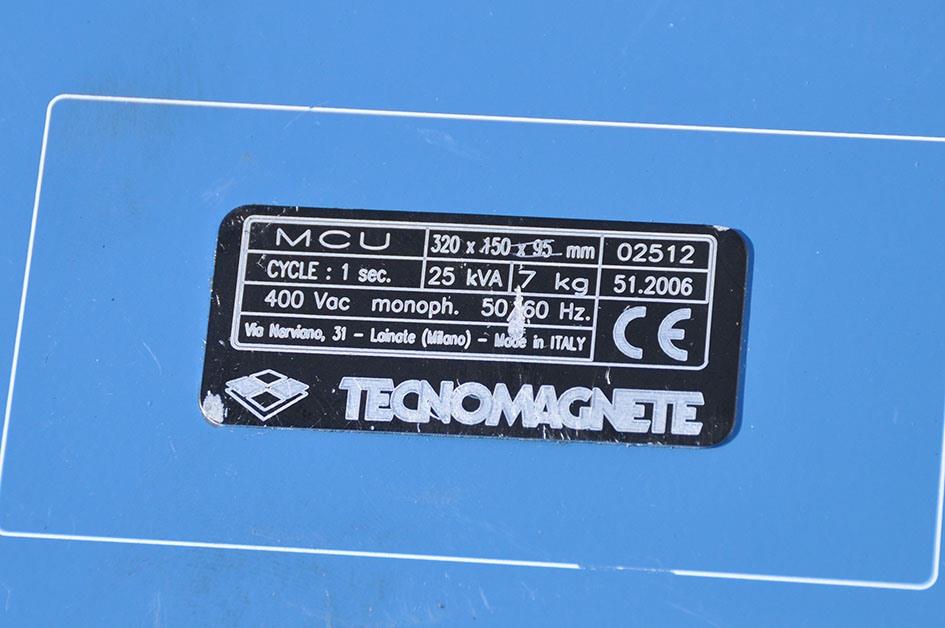 MCU 320 x 150 x 95 mm 02512
CYCLE : 1 sec. 25 kVA 7 kg 51.2006
400 Vac monoph. 50/60 Hz. CE
Via Nerviano, 31 - Lainate (Milano) - Made in ITALY
TECNOMAGNETE